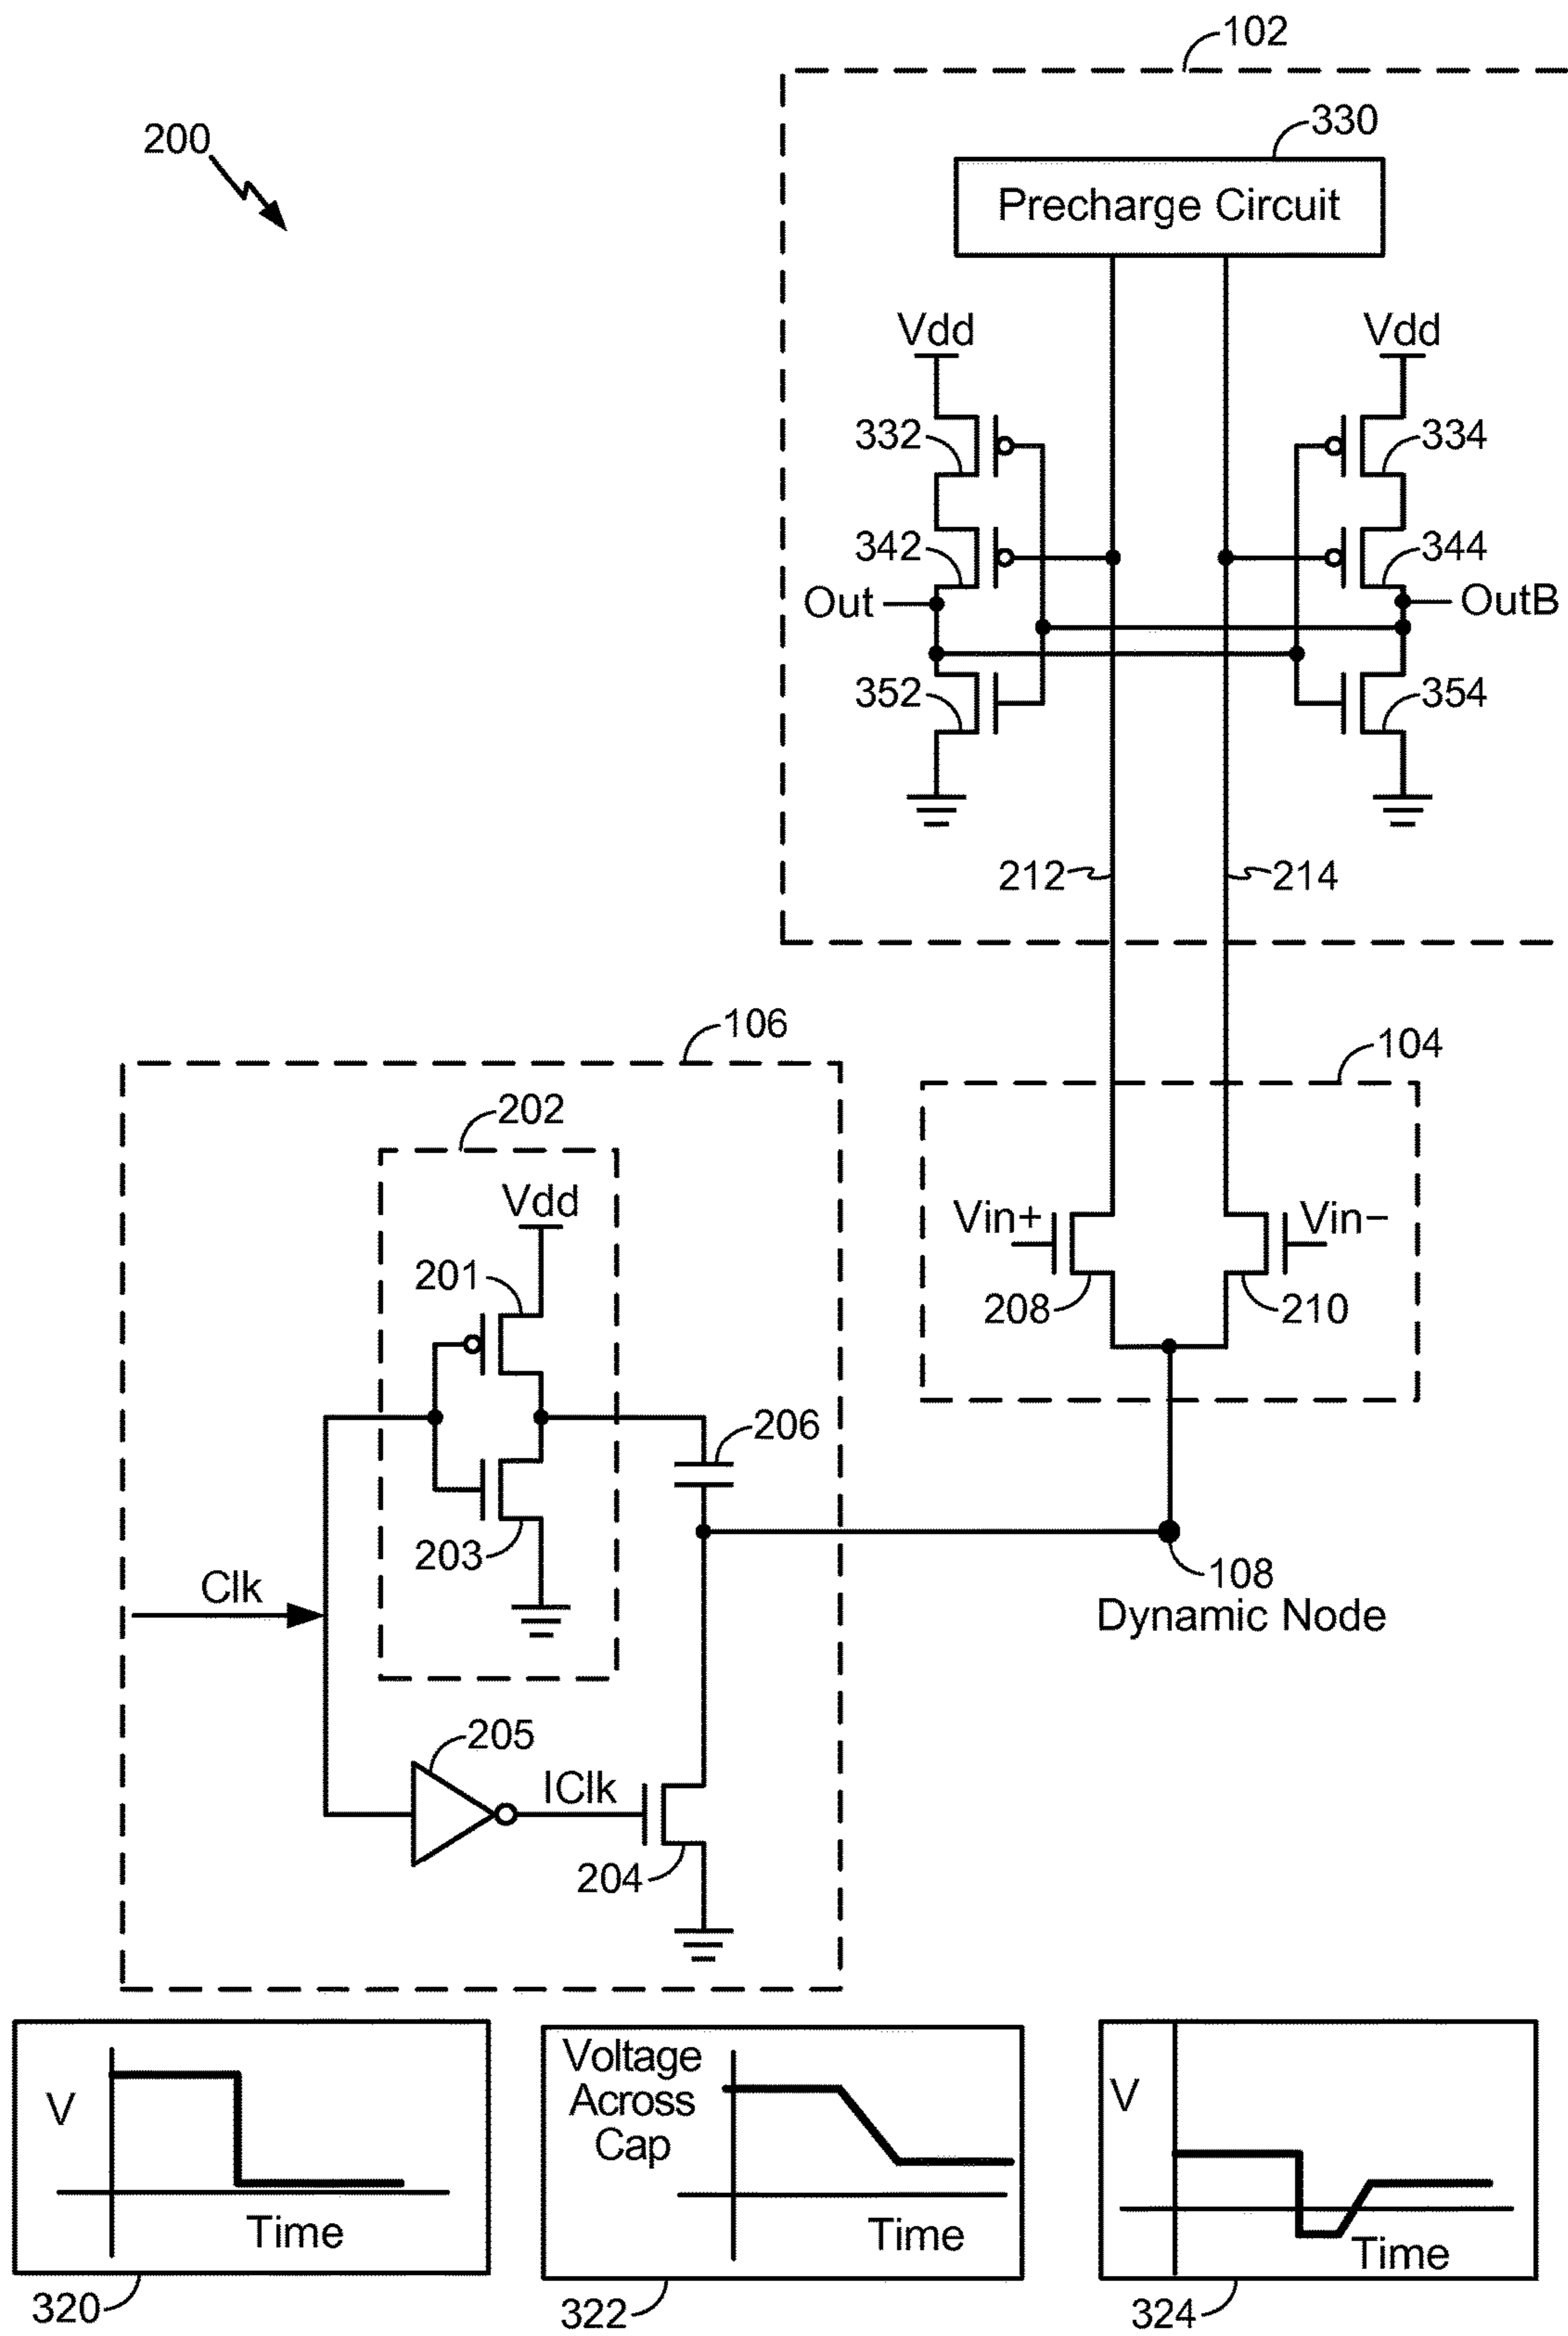 102
200
330
Precharge Circuit
Vdd
Vdd
332
334
342
344
Out
OutB
352
354
212
214
106
104
202
Vdd
Vin+
Vin−
201
208
210
206
203
108
Clk
Dynamic Node
205
IClk
204
V
Time
320
Voltage
Across
Cap
Time
322
V
Time
324